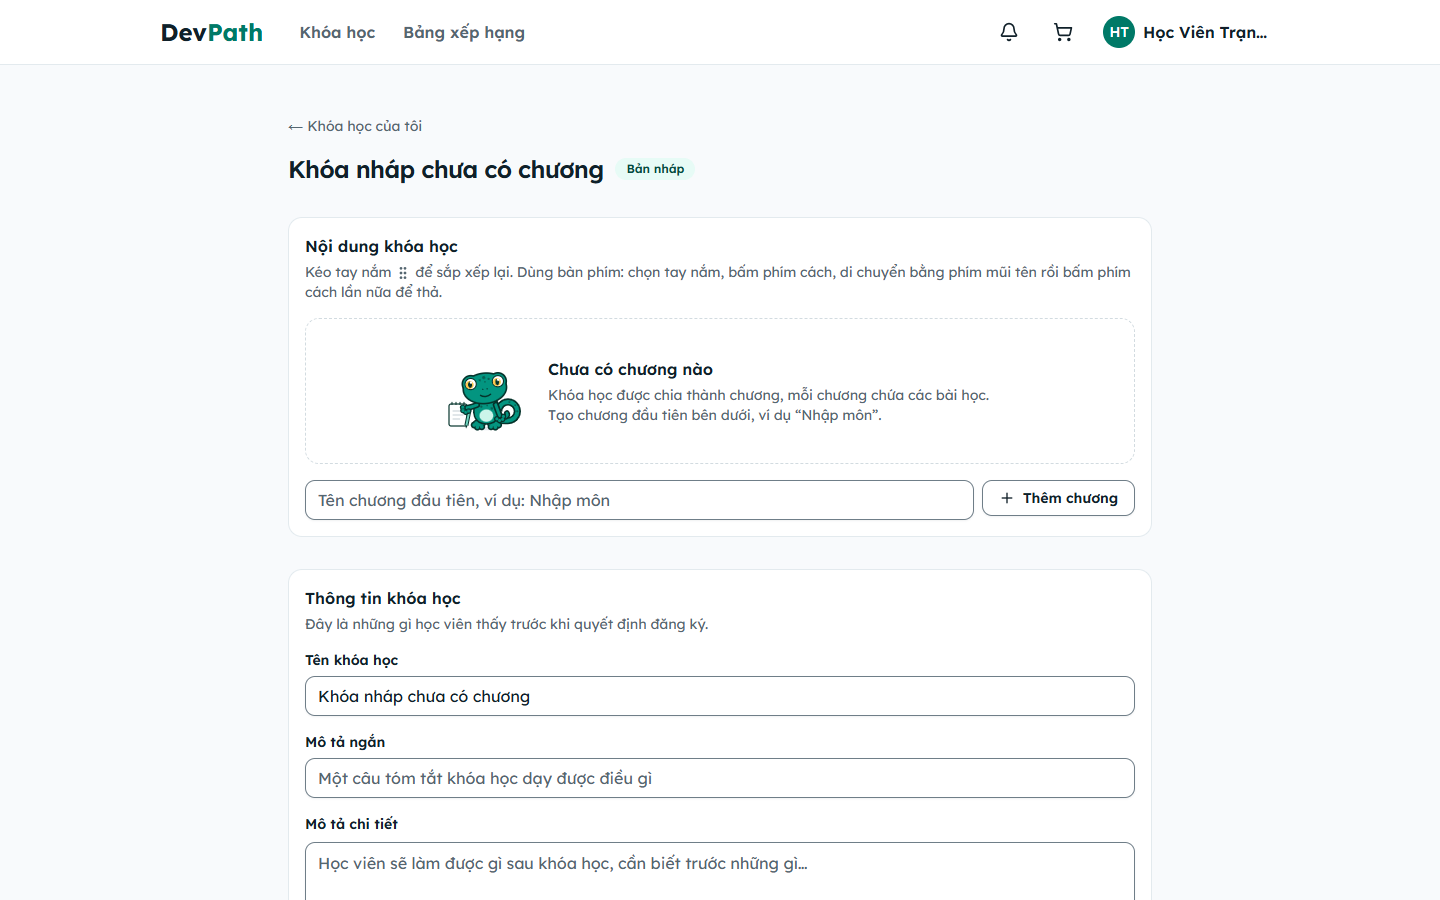 DevPath
Khóa học
Bảng xếp hạng
HT
Học Viên Trạn...
← Khóa học của tôi
Khóa nháp chưa có chương
Bản nháp
Nội dung khóa học
Kéo tay nắm để sắp xếp lại. Dùng bàn phím: chọn tay nắm, bấm phím cách, di chuyển bằng phím mũi tên rồi bấm phím
cách lần nữa để thả.
Chưa có chương nào
Khóa học được chia thành chương, mỗi chương chứa các bài học.
Tạo chương đầu tiên bên dưới, ví dụ “Nhập môn”.
Tên chương đầu tiên, ví dụ: Nhập môn
Thêm chương
Thông tin khóa học
Đây là những gì học viên thấy trước khi quyết định đăng ký.
Tên khóa học
Khóa nháp chưa có chương
Mô tả ngắn
Một câu tóm tắt khóa học dạy được điều gì
Mô tả chi tiết
Học viên sẽ làm được gì sau khóa học, cần biết trước những gì...